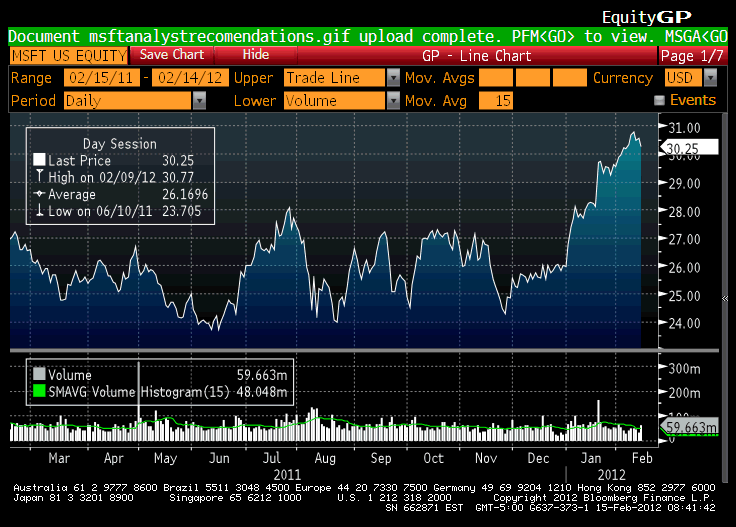 EquityGP
Document msftanalystrecomendations.gif upload complete. PFM<GO> to view. MSGA<GO
MSFT US EQUITY Save Chart Hide GP - Line Chart Page 1/7
Range 02/15/11 - 02/14/12 Upper Trade Line Mov. Avgs Currency USD
Period Daily Lower Volume Mov. Avg 15 Events
Day Session
Last Price 30.25
High on 02/09/12 30.77
Average 26.1696
Low on 06/10/11 23.705
31.00
30.25
30.00
29.00
28.00
27.00
26.00
25.00
24.00
Volume 59.663m
SMAVG Volume Histogram(15) 48.048m
300m
200m
100m
59.663m
0
Mar Apr May Jun Jul Aug Sep Oct Nov Dec Jan Feb
2011 2012
Australia 61 2 9777 8600 Brazil 5511 3048 4500 Europe 44 20 7330 7500 Germany 49 69 9204 1210 Hong Kong 852 2977 6000
Japan 81 3 3201 8900 Singapore 65 6212 1000 U.S. 1 212 318 2000 Copyright 2012 Bloomberg Finance L.P.
SN 662871 EST GMT-5:00 G637-373-1 15-Feb-2012 08:41:42